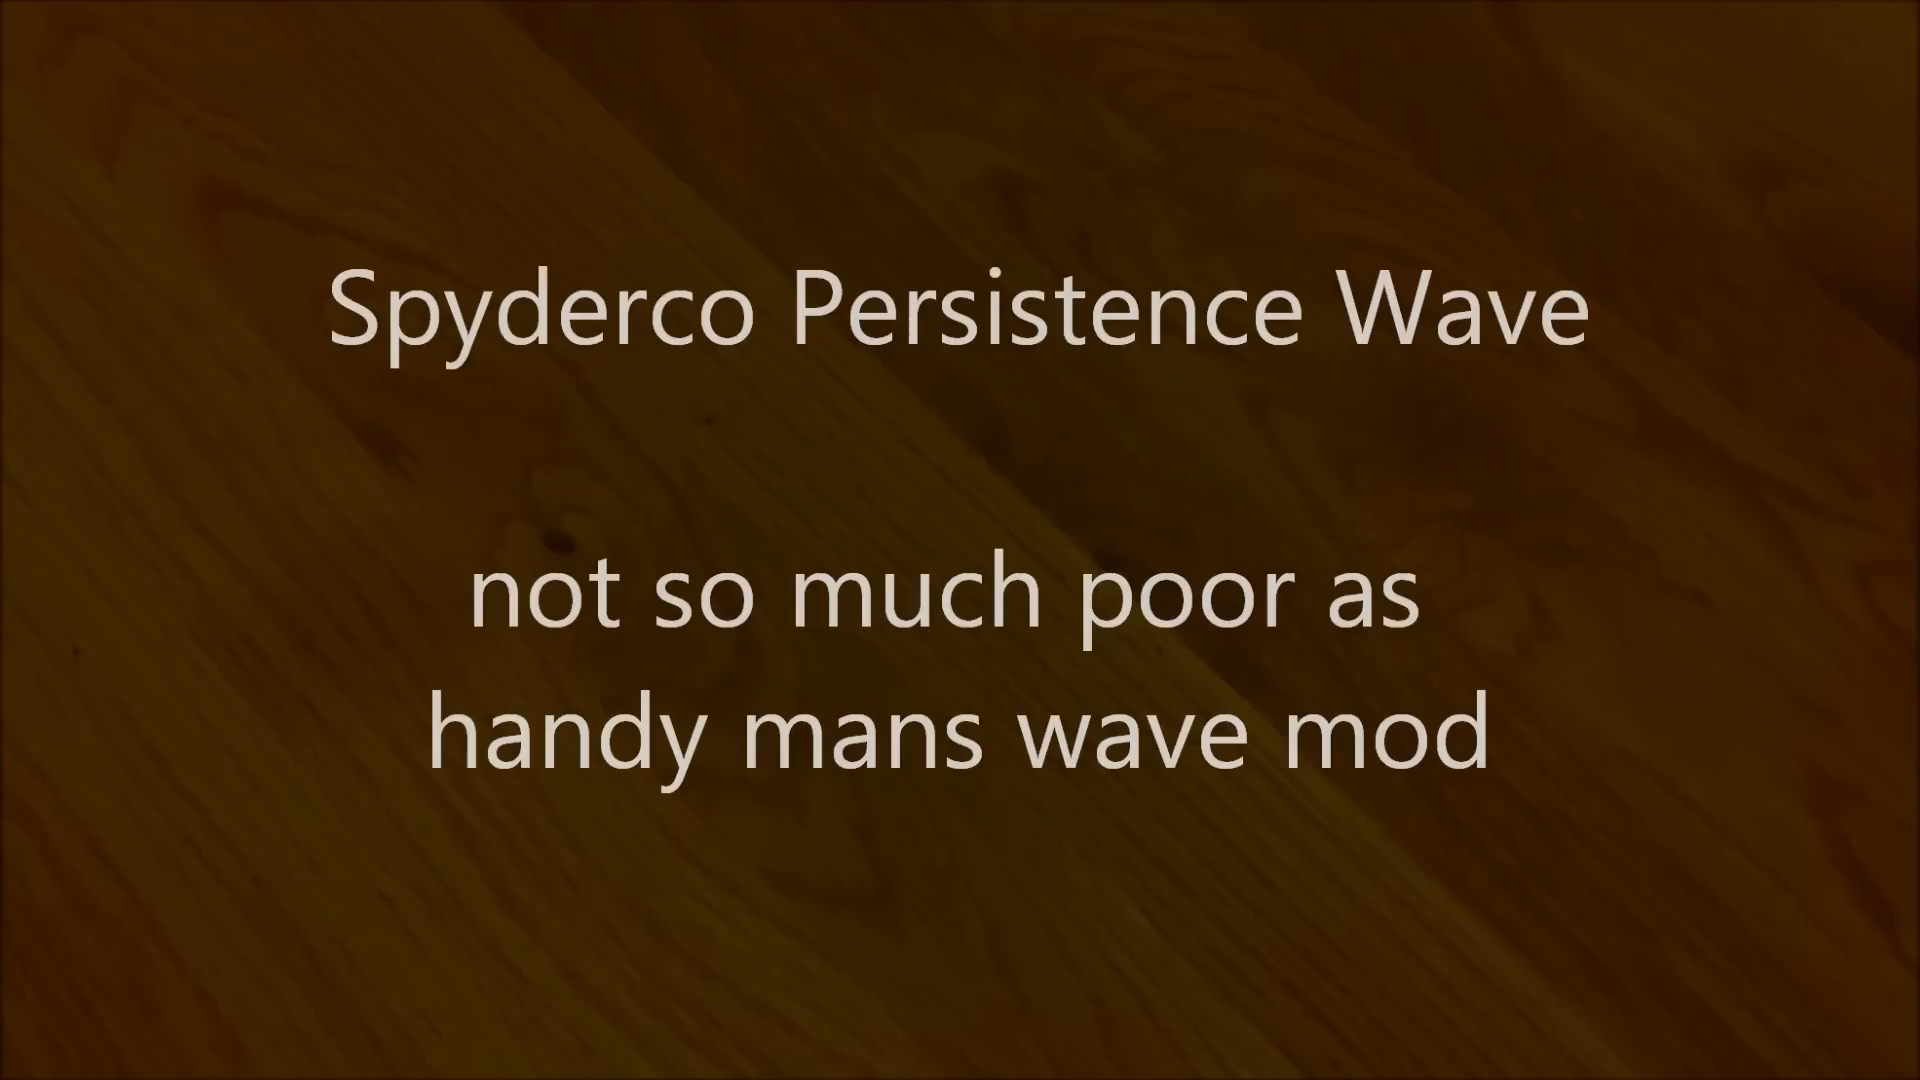 Spyderco Persistence Wave
not so much poor as
handy mans wave mod